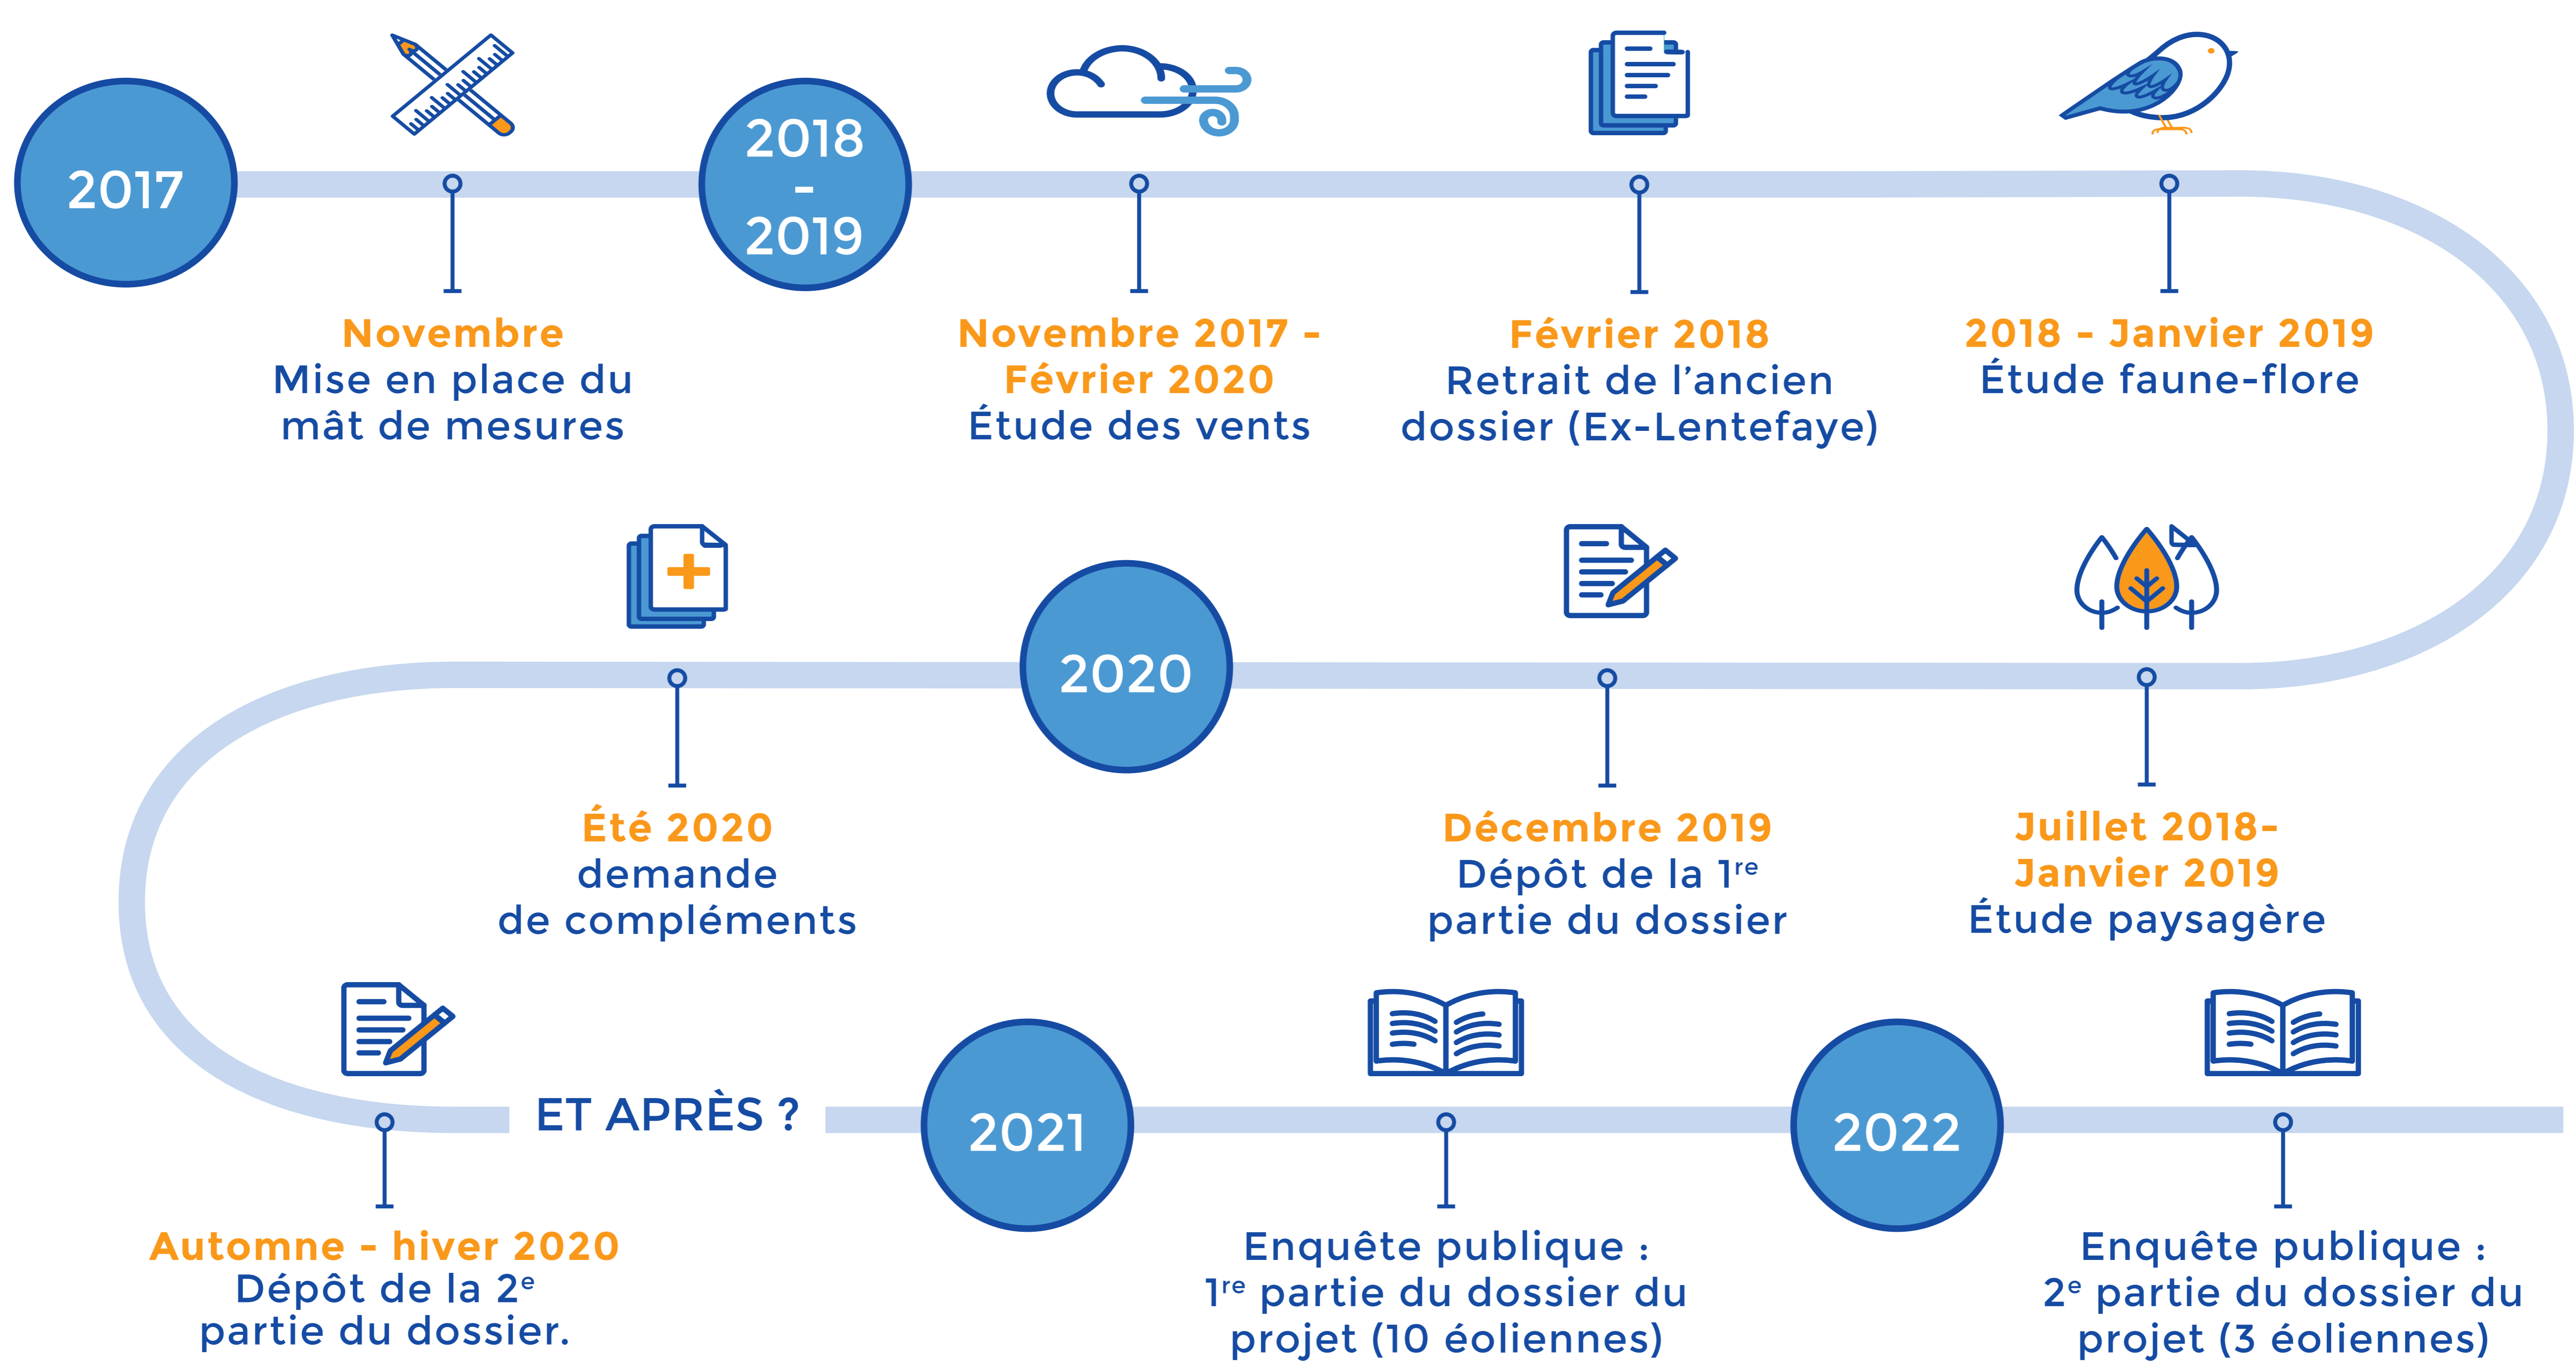 2017
Novembre
Mise en place du
mât de mesures
2018
-
2019
Novembre 2017 -
Février 2020
Étude des vents
Février 2018
Retrait de l’ancien
dossier (Ex-Lentefaye)
2018 - Janvier 2019
Étude faune-flore
Juillet 2018-
Janvier 2019
Étude paysagère
Décembre 2019
Dépôt de la 1re
partie du dossier
2020
Été 2020
demande
de compléments
Automne - hiver 2020
Dépôt de la 2e
partie du dossier.
ET APRÈS ?
2021
Enquête publique :
1re partie du dossier du
projet (10 éoliennes)
2022
Enquête publique :
2e partie du dossier du
projet (3 éoliennes)